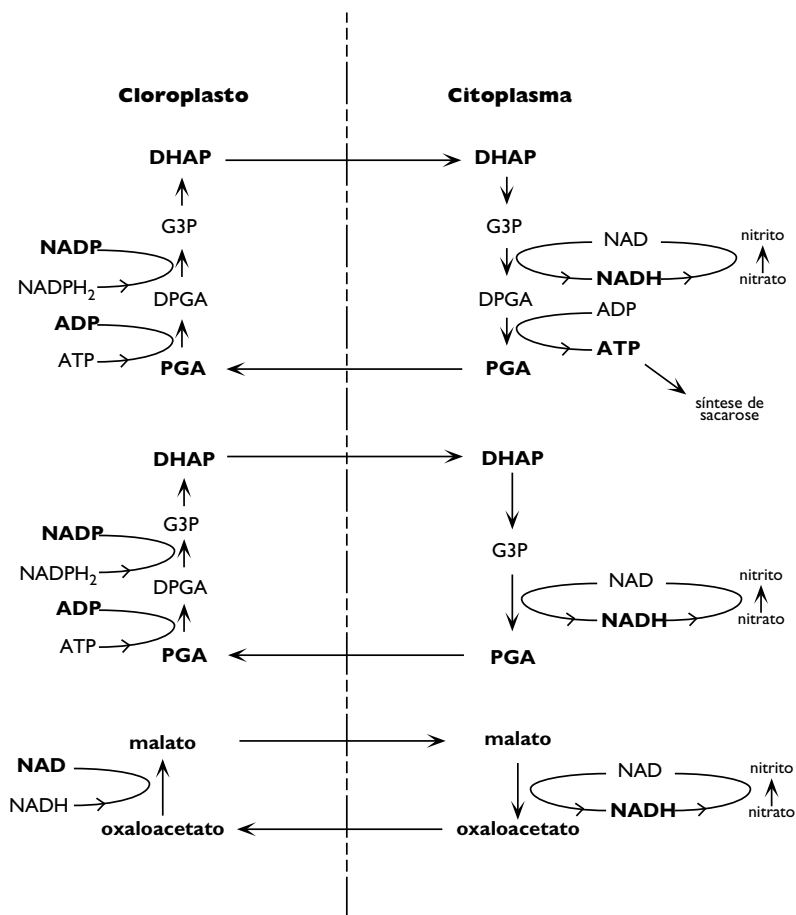 Cloroplasto
Citoplasma
DHAP
DHAP
G3P
G3P
NADP
NAD
nitrito
NADPH₂
DPGA
DPGA
NADH
nitrato
ADP
ADP
ATP
PGA
PGA
ATP
síntese de
sacarose
DHAP
DHAP
G3P
G3P
NADP
NADPH₂
DPGA
NAD
nitrito
ADP
NADH
nitrato
ATP
PGA
PGA
malato
malato
NAD
NAD
nitrito
NADH
NADH
nitrato
oxaloacetato
oxaloacetato